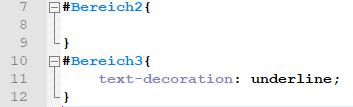 7 #Bereich2{
8
9 }
10 #Bereich3{
11 text-decoration: underline;
12 }